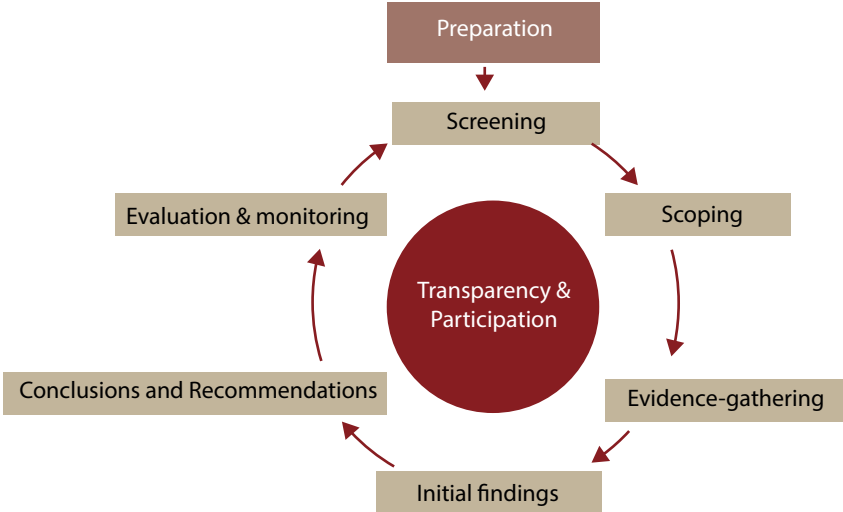 Preparation
Screening
Scoping
Evidence-gathering
Initial findings
Conclusions and Recommendations
Evaluation & monitoring
Transparency &
Participation